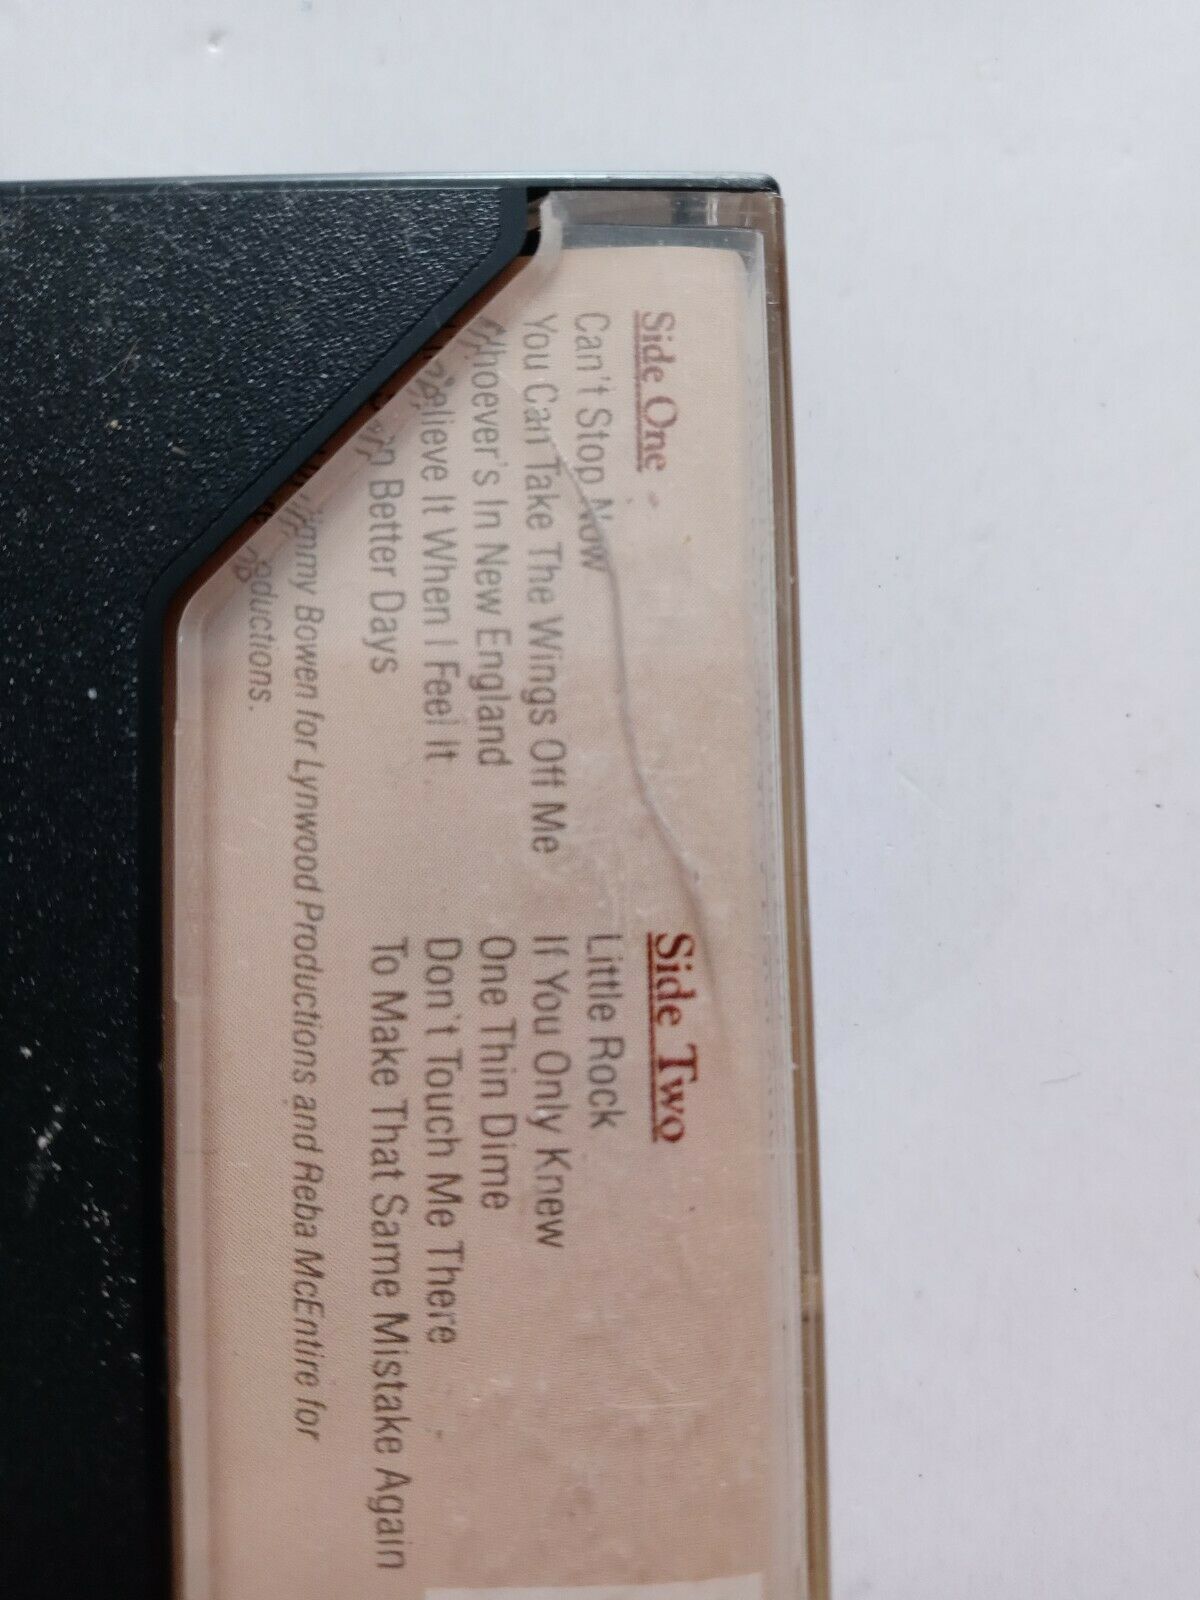 Side One
Can't Stop Now
You Can Take The Wings Off Me
Whoever's In New England
Believe It When I Feel It
Better Days
Jimmy Bowen for Lynwood Productions and Reba McEntire for
Side Two
Little Rock
If You Only Knew
One Thin Dime
Don't Touch Me There
To Make That Same Mistake Again